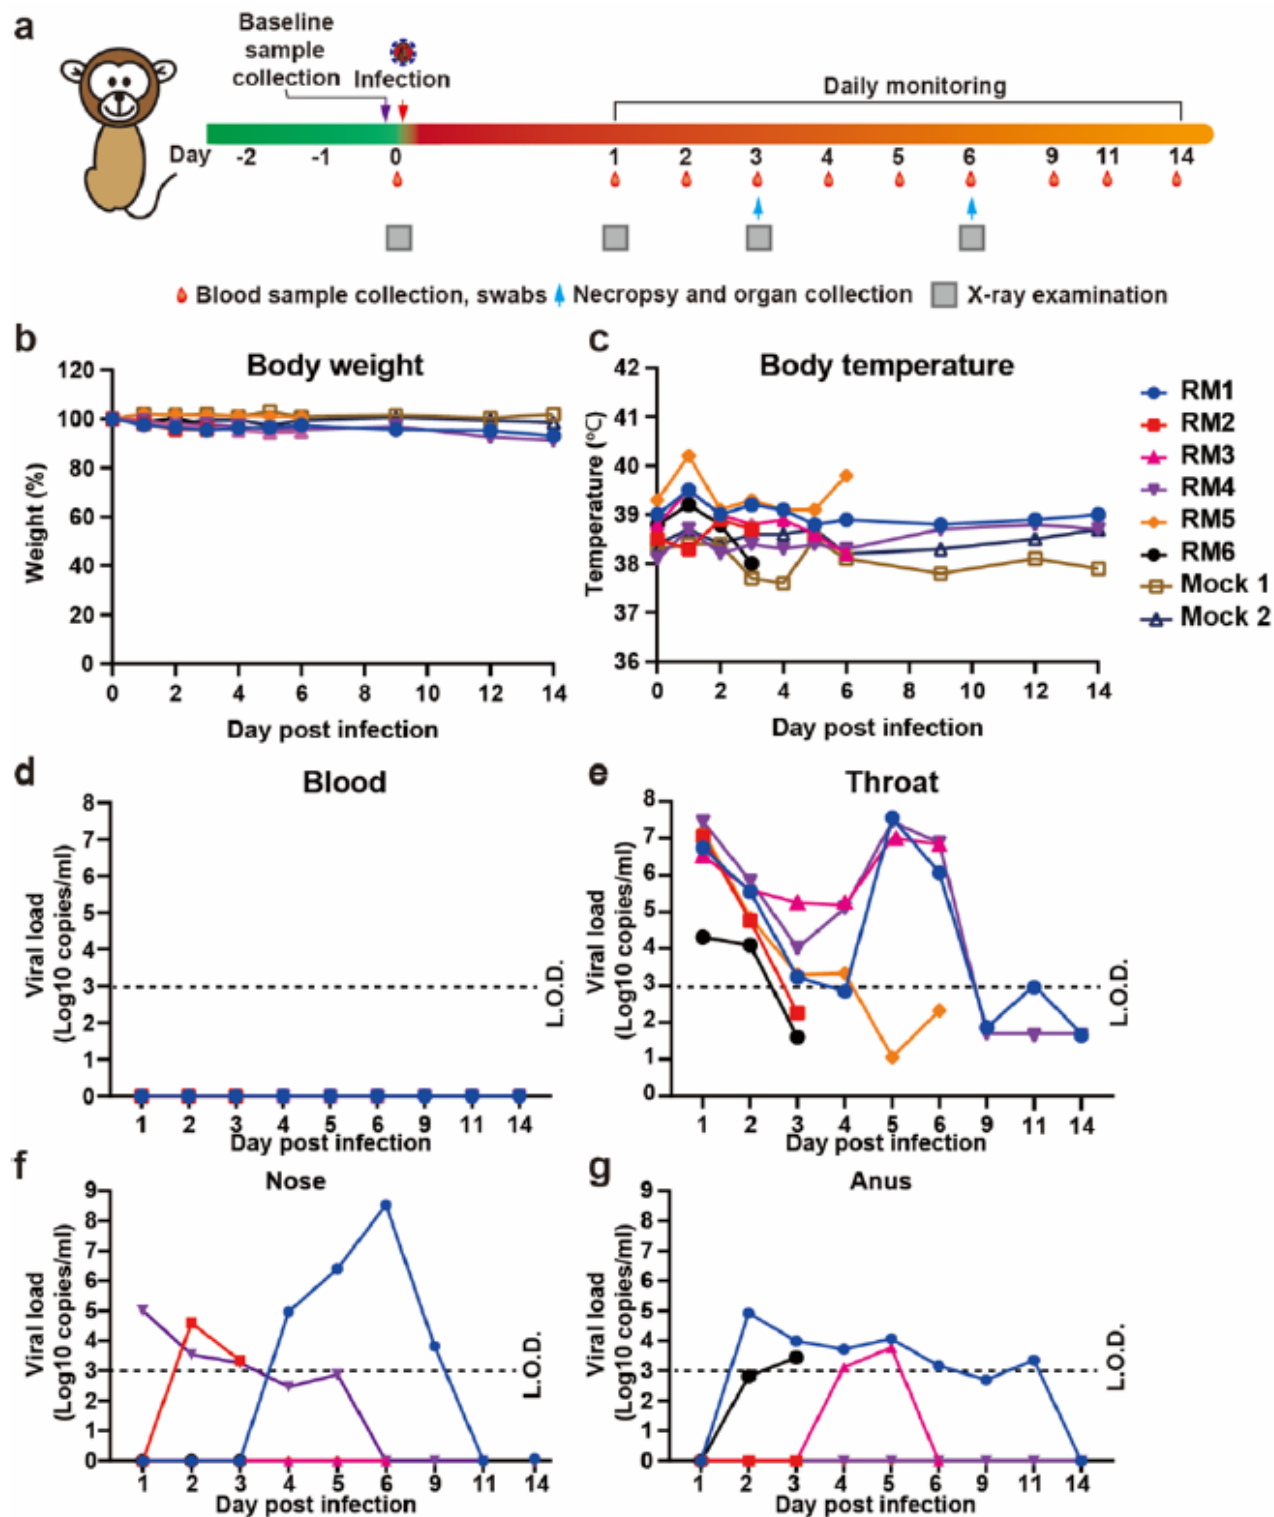 a
Baseline
sample
collection
Infection
Daily monitoring
Day -2 -1 0 1 2 3 4 5 6 9 11 14
Blood sample collection, swabs Necropsy and organ collection X-ray examination
b
Body weight
120
100
80
60
40
20
0
Weight (%)
0 2 4 6 8 10 12 14
Day post infection
c
Body temperature
42
41
40
39
38
37
36
Temperature (°C)
0 2 4 6 8 10 12 14
Day post infection
RM1
RM2
RM3
RM4
RM5
RM6
Mock 1
Mock 2
d
Blood
8
7
6
5
4
3
2
1
0
Viral load
(Log10 copies/ml)
L.O.D.
1 2 3 4 5 6 9 11 14
Day post infection
e
Throat
8
7
6
5
4
3
2
1
0
Viral load
(Log10 copies/ml)
L.O.D.
1 2 3 4 5 6 9 11 14
Day post infection
f
Nose
9
8
7
6
5
4
3
2
1
0
Viral load
(Log10 copies/ml)
L.O.D.
1 2 3 4 5 6 9 11 14
Day post infection
g
Anus
9
8
7
6
5
4
3
2
1
0
Viral load
(Log10 copies/ml)
L.O.D.
1 2 3 4 5 6 9 11 14
Day post infection